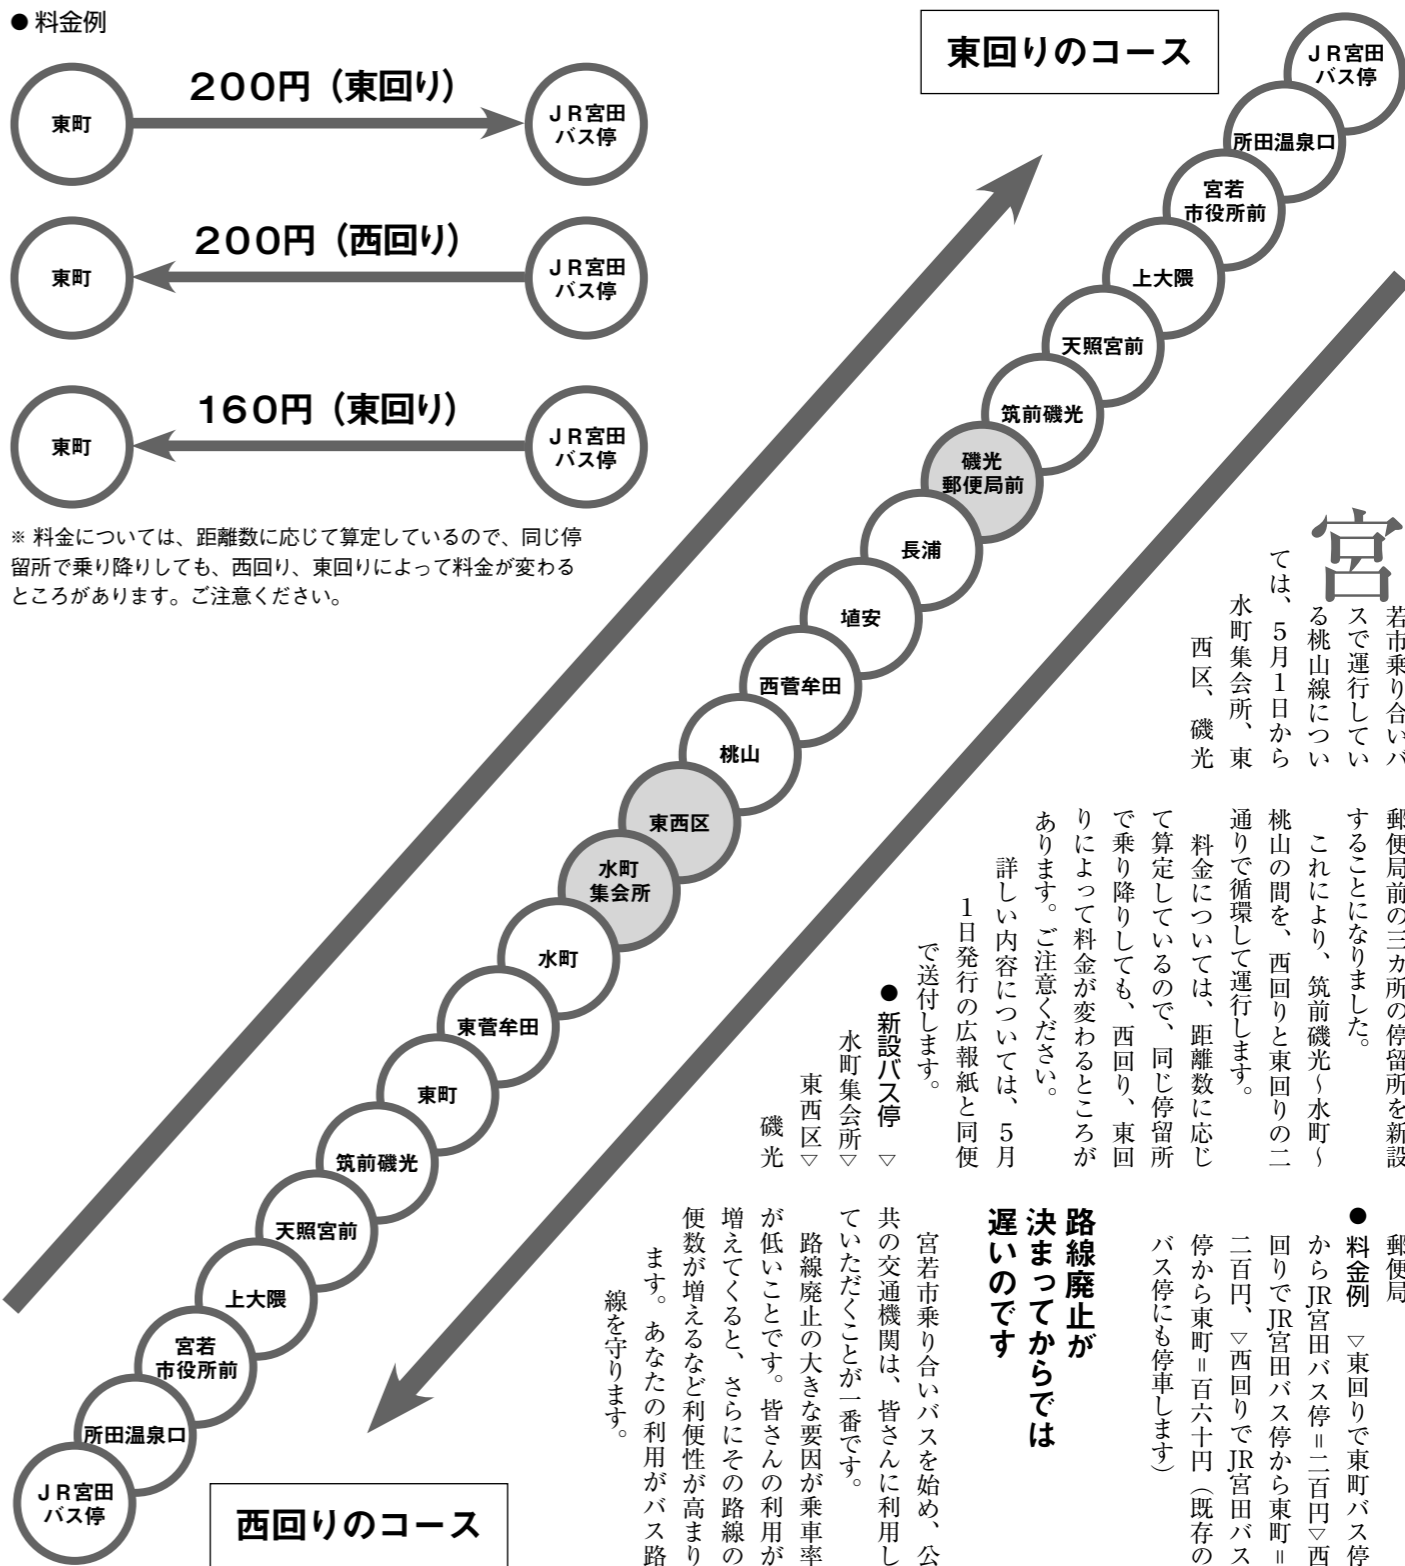 ● 料金例
東町
200円（東回り）
ＪＲ宮田
バス停
東町
200円（西回り）
ＪＲ宮田
バス停
東町
160円（東回り）
ＪＲ宮田
バス停
※ 料金については、距離数に応じて算定しているので、同じ停
留所で乗り降りしても、西回り、東回りによって料金が変わる
ところがあります。ご注意ください。
東回りのコース
ＪＲ宮田
バス停
所田温泉口
宮若
市役所前
上大隈
天照宮前
筑前磯光
磯光
郵便局前
長浦
埴安
西菅牟田
桃山
東西区
水町
集会所
水町
東菅牟田
東町
筑前磯光
天照宮前
上大隈
宮若
市役所前
所田温泉口
ＪＲ宮田
バス停
西回りのコース
宮
若市乗り合いバ
スで運行してい
る桃山線につい
ては、５月１日から
水町集会所、東
西区、磯光
郵便局前の三カ所の停留所を新設
することになりました。
これにより、筑前磯光～水町～
桃山の間を、西回りと東回りの二
通りで循環して運行します。
料金については、距離数に応じ
て算定しているので、同じ停留所
で乗り降りしても、西回り、東回
りによって料金が変わるところが
あります。ご注意ください。
詳しい内容については、５月
１日発行の広報紙と同便
で送付します。
● 新設バス停 ▽
水町集会所▽
東西区▽
磯光
郵便局
● 料金例 ▽東回りで東町バス停
からJR宮田バス停＝二百円▽西
回りでJR宮田バス停から東町＝
二百円、▽西回りでJR宮田バス
停から東町＝百六十円（既存の
バス停にも停車します）
路線廃止が
決まってからでは
遅いのです
宮若市乗り合いバスを始め、公
共の交通機関は、皆さんに利用し
ていただくことが一番です。
路線廃止の大きな要因が乗車率
が低いことです。皆さんの利用が
増えてくると、さらにその路線の
便数が増えるなど利便性が高まり
ます。あなたの利用がバス路
線を守ります。